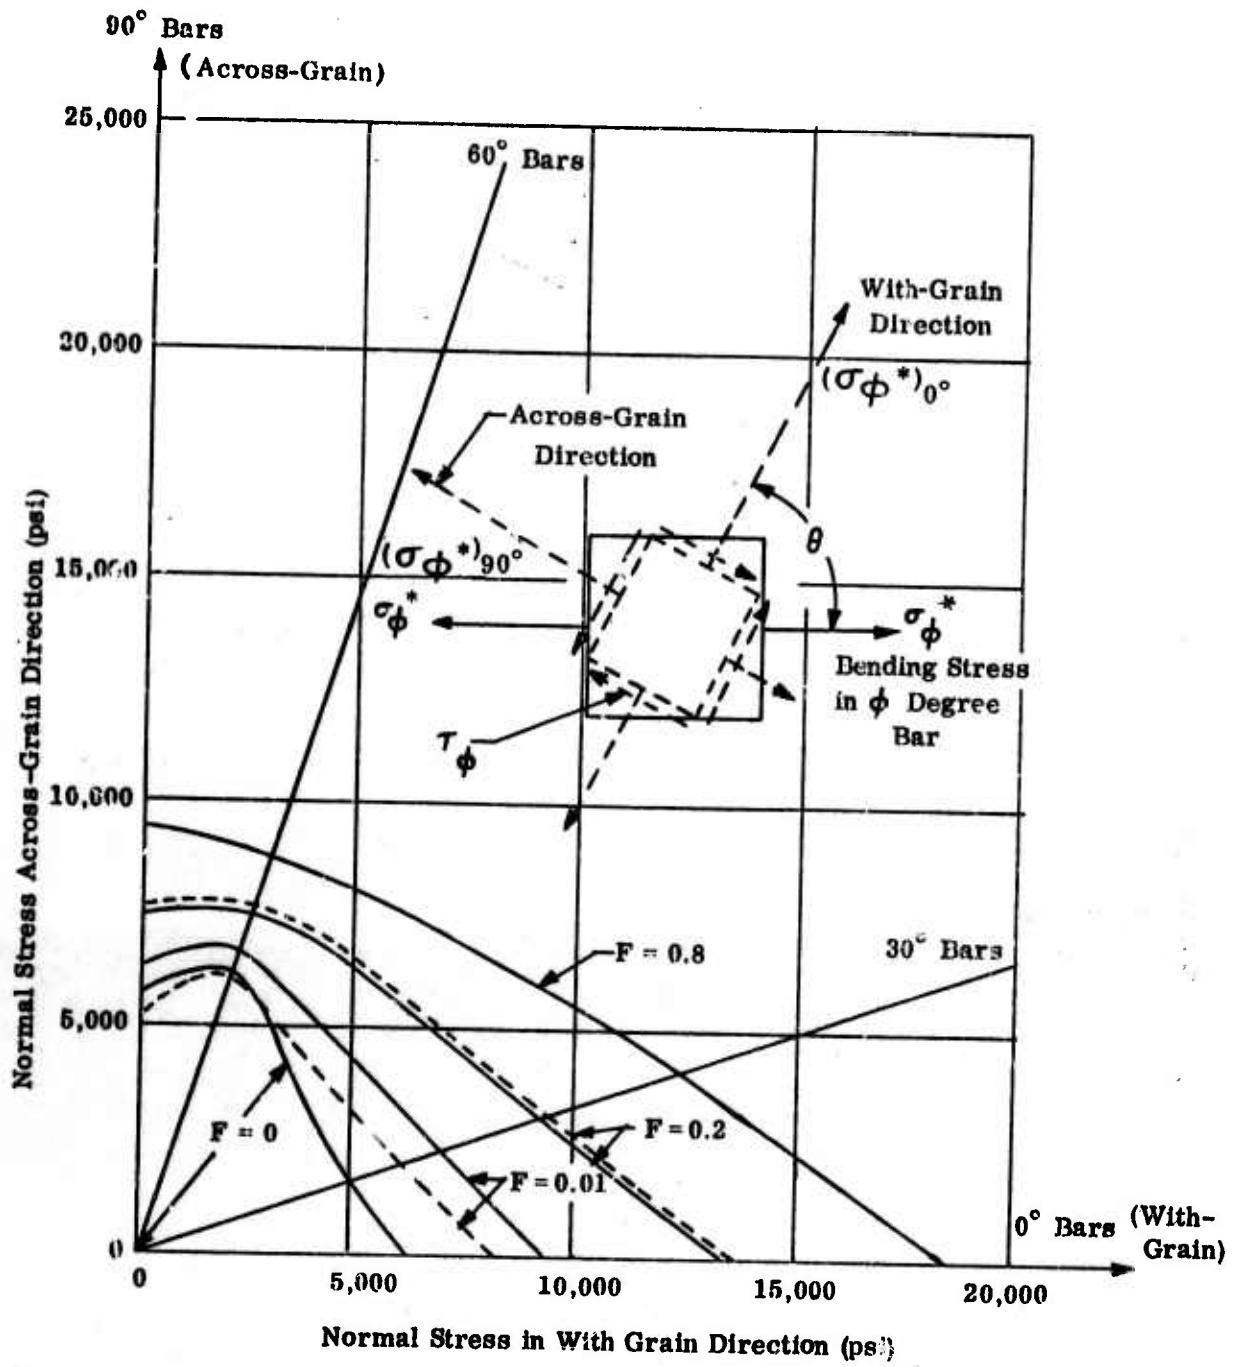 90° Bars
(Across-Grain)
25,000
60° Bars
With-Grain
Direction
20,000
(σϕ*)0°
Across-Grain
Direction
θ
(σϕ*)90°
15,000
σϕ*
σϕ*
Bending Stress
in ϕ Degree
Bar
τϕ
10,000
F = 0.8
30° Bars
5,000
F = 0
F = 0.2
F = 0.01
0° Bars (With-
Grain)
0
0
5,000
10,000
15,000
20,000
Normal Stress in With Grain Direction (psi)
Normal Stress Across-Grain Direction (psi)